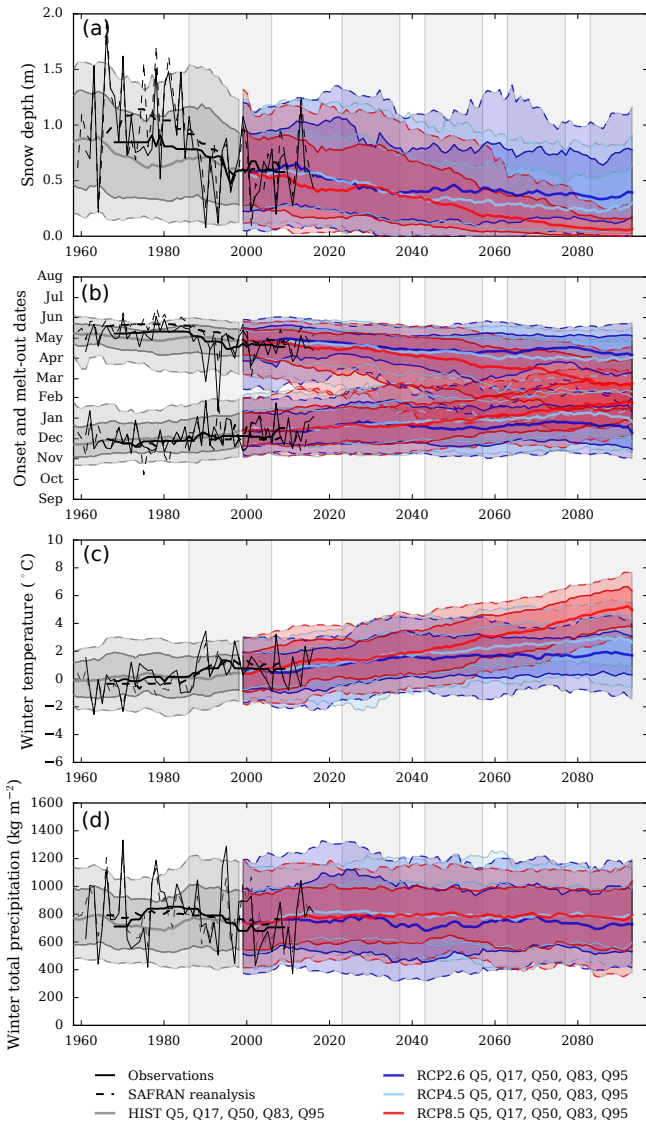 (a)
Snow depth (m)
2.0
1.5
1.0
0.5
0.0
1960 1980 2000 2020 2040 2060 2080
(b)
Onset and melt-out dates
Aug
Jul
Jun
May
Apr
Mar
Feb
Jan
Dec
Nov
Oct
Sep
1960 1980 2000 2020 2040 2060 2080
(c)
Winter temperature (°C)
10
8
6
4
2
0
−2
−4
−6
1960 1980 2000 2020 2040 2060 2080
(d)
Winter total precipitation (kg m⁻²)
1600
1400
1200
1000
800
600
400
200
0
1960 1980 2000 2020 2040 2060 2080
Observations
SAFRAN reanalysis
HIST Q5, Q17, Q50, Q83, Q95
RCP2.6 Q5, Q17, Q50, Q83, Q95
RCP4.5 Q5, Q17, Q50, Q83, Q95
RCP8.5 Q5, Q17, Q50, Q83, Q95